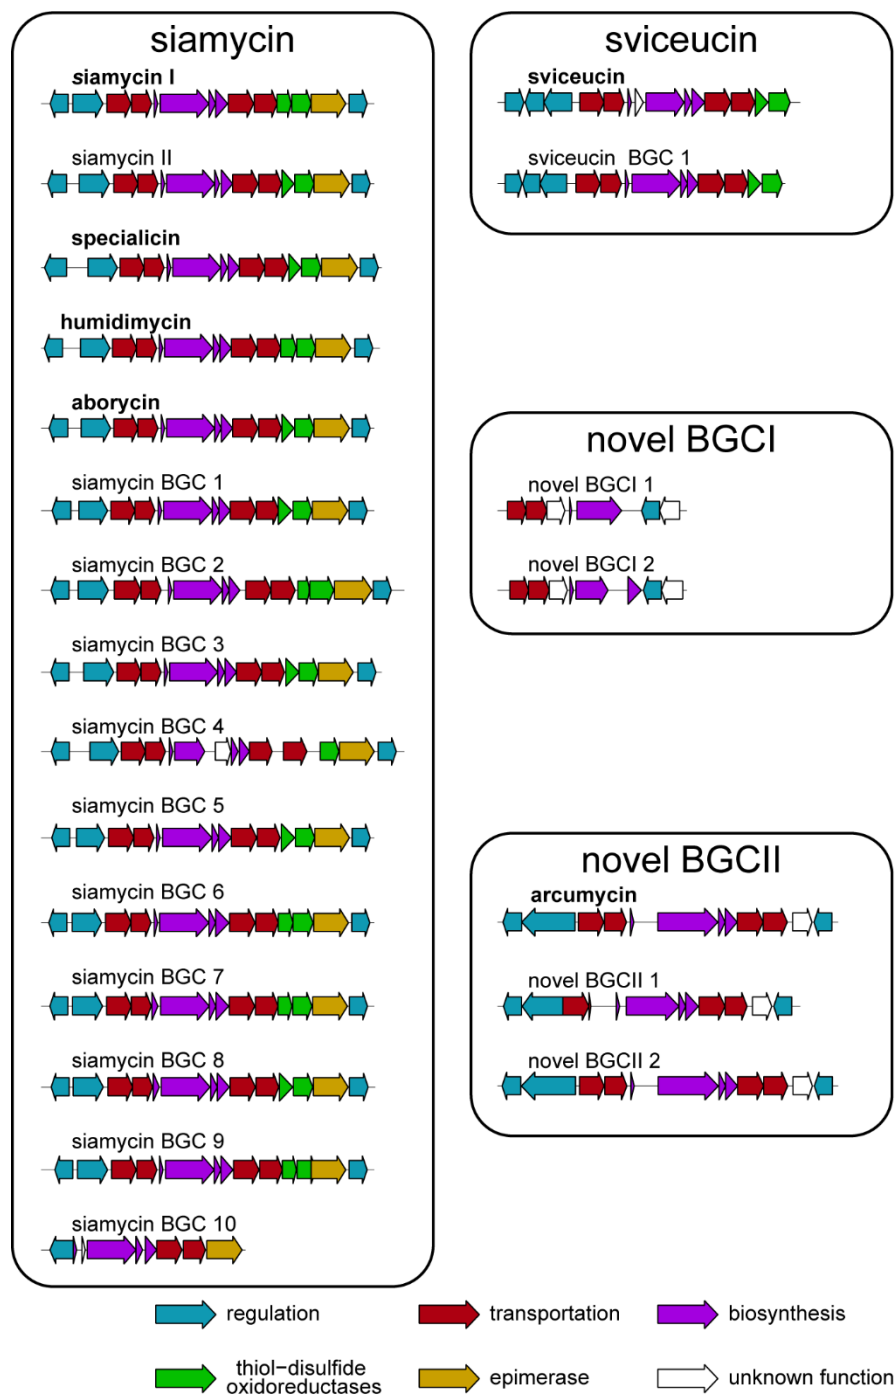 siamycin
siamycin I
siamycin II
specialicin
humidimycin
aborycin
siamycin BGC 1
siamycin BGC 2
siamycin BGC 3
siamycin BGC 4
siamycin BGC 5
siamycin BGC 6
siamycin BGC 7
siamycin BGC 8
siamycin BGC 9
siamycin BGC 10
sviceucin
sviceucin
sviceucin BGC 1
novel BGCI
novel BGCI 1
novel BGCI 2
novel BGCII
arcumycin
novel BGCII 1
novel BGCII 2
regulation
transportation
biosynthesis
thiol−disulfide
oxidoreductases
epimerase
unknown function